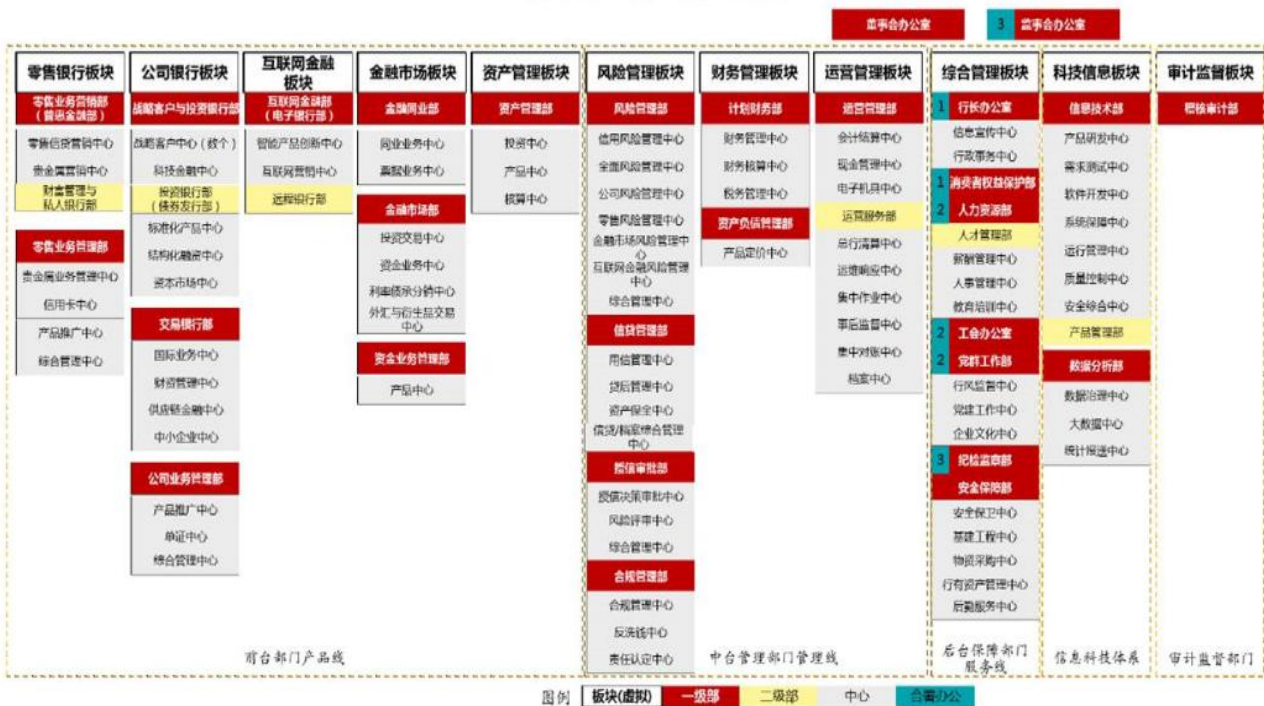 董事会办公室
3 监事会办公室
零售银行板块
零售业务营销部
(普惠金融部)
零售信贷营销中心
贵金属营销中心
财富管理与
私人银行部
零售业务管理部
贵金属业务管理中心
信用卡中心
产品推广中心
综合管理中心
公司银行板块
战略客户与投资银行部
战略客户中心(数个)
科技金融中心
投资银行部
(债券发行部)
标准化产品中心
结构化融资中心
资本市场中心
交易银行部
国际业务中心
财资管理中心
供应链金融中心
中小企业中心
公司业务管理部
产品推广中心
单证中心
综合管理中心
互联网金融
板块
互联网金融部
(电子银行部)
智能产品创新中心
互联网营销中心
远程银行部
金融市场板块
金融同业部
同业业务中心
票据业务中心
金融市场部
投资交易中心
资金业务中心
利率债承分销中心
外汇与衍生品交易
中心
资金业务管理部
产品中心
资产管理板块
资产管理部
投资中心
产品中心
核算中心
前台部门产品线
风险管理板块
风险管理部
信用风险管理中心
全面风险管理中心
公司风险管理中心
零售风险管理中心
金融市场风险管理中
心
互联网金融风险管理
中心
综合管理中心
信贷管理部
用信管理中心
贷后管理中心
资产保全中心
信贷/档案综合管理
中心
授信审批部
授信决策审批中心
风险评审中心
综合管理中心
合规管理部
合规管理中心
反洗钱中心
责任认定中心
财务管理板块
计划财务部
财务管理中心
财务核算中心
税务管理中心
资产负债管理部
产品定价中心
运营管理板块
运营管理部
会计结算中心
现金管理中心
电子机具中心
运营服务部
总行清算中心
运维响应中心
集中作业中心
事后监督中心
集中对账中心
档案中心
中台管理部门管理线
综合管理板块
1 行长办公室
信息宣传中心
行政事务中心
1 消费者权益保护部
2 人力资源部
人才管理部
薪酬管理中心
人事管理中心
教育培训中心
2 工会办公室
2 党群工作部
行风监督中心
党建工作中心
企业文化中心
3 纪检监察部
安全保障部
安全保卫中心
基建工程中心
物资采购中心
行有资产管理中心
后勤服务中心
后台保障部门
服务线
科技信息板块
信息技术部
产品研发中心
需求测试中心
软件开发中心
系统保障中心
运行管理中心
质量控制中心
安全综合中心
产品管理部
数据分析部
数据治理中心
大数据中心
统计报送中心
信息科技体系
审计监督板块
稽核审计部
审计监督部门
图例 板块(虚拟) 一级部 二级部 中心 合署办公